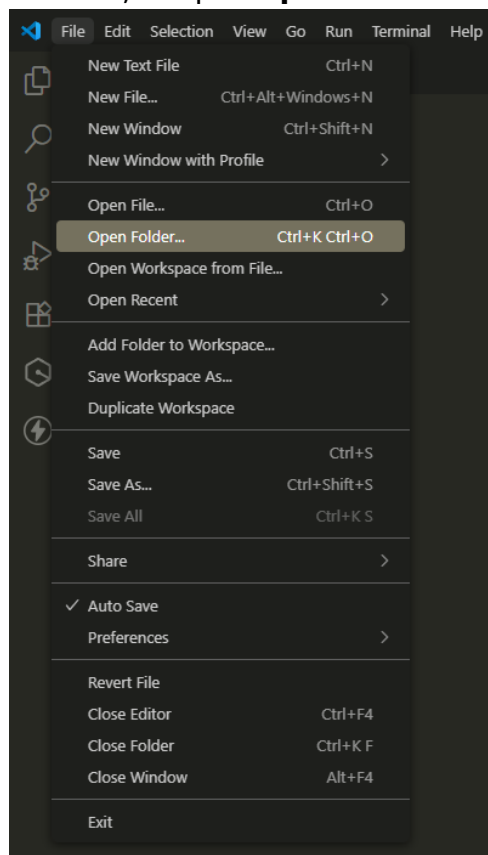 File Edit Selection View Go Run Terminal Help
New Text File Ctrl+N
New File... Ctrl+Alt+Windows+N
New Window Ctrl+Shift+N
New Window with Profile
Open File... Ctrl+O
Open Folder... Ctrl+K Ctrl+O
Open Workspace from File...
Open Recent
Add Folder to Workspace...
Save Workspace As...
Duplicate Workspace
Save Ctrl+S
Save As... Ctrl+Shift+S
Save All Ctrl+K S
Share
Auto Save
Preferences
Revert File
Close Editor Ctrl+F4
Close Folder Ctrl+K F
Close Window Alt+F4
Exit